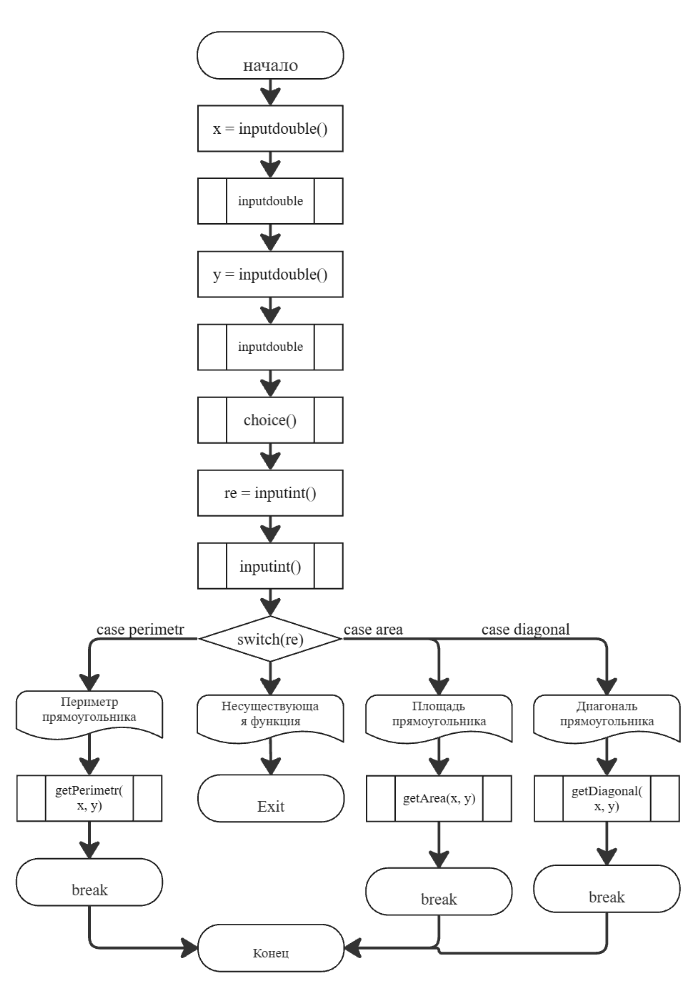 начало
x = inputdouble()
inputdouble
y = inputdouble()
inputdouble
choice()
re = inputint()
inputint()
switch(re)
case perimetr
case area
case diagonal
Периметр
прямоугольника
Несуществующа
я функция
Площадь
прямоугольника
Диагональ
прямоугольника
getPerimetr(
x, y)
Exit
getArea(x, y)
getDiagonal(
x, y)
break
break
break
Конец